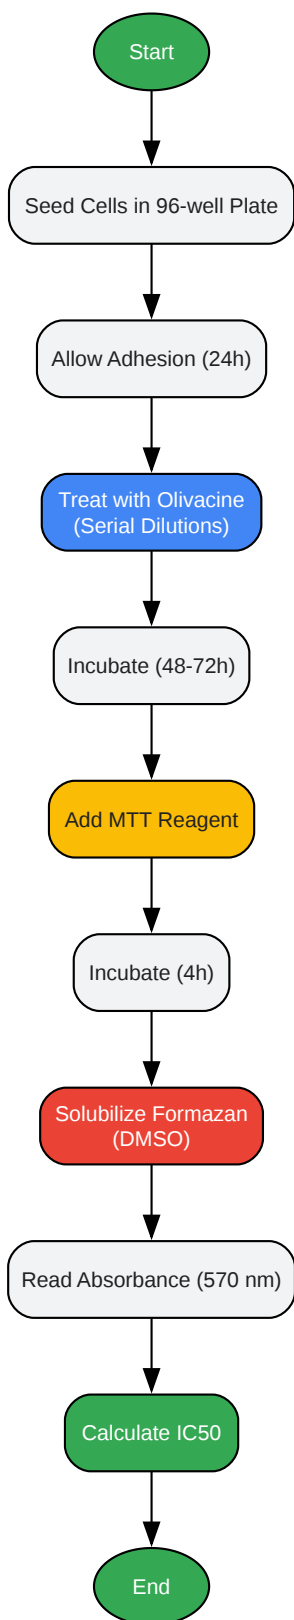 Start
Seed Cells in 96-well Plate
Allow Adhesion (24h)
Treat with Olivacine
(Serial Dilutions)
Incubate (48-72h)
Add MTT Reagent
Incubate (4h)
Solubilize Formazan
(DMSO)
Read Absorbance (570 nm)
Calculate IC50
End